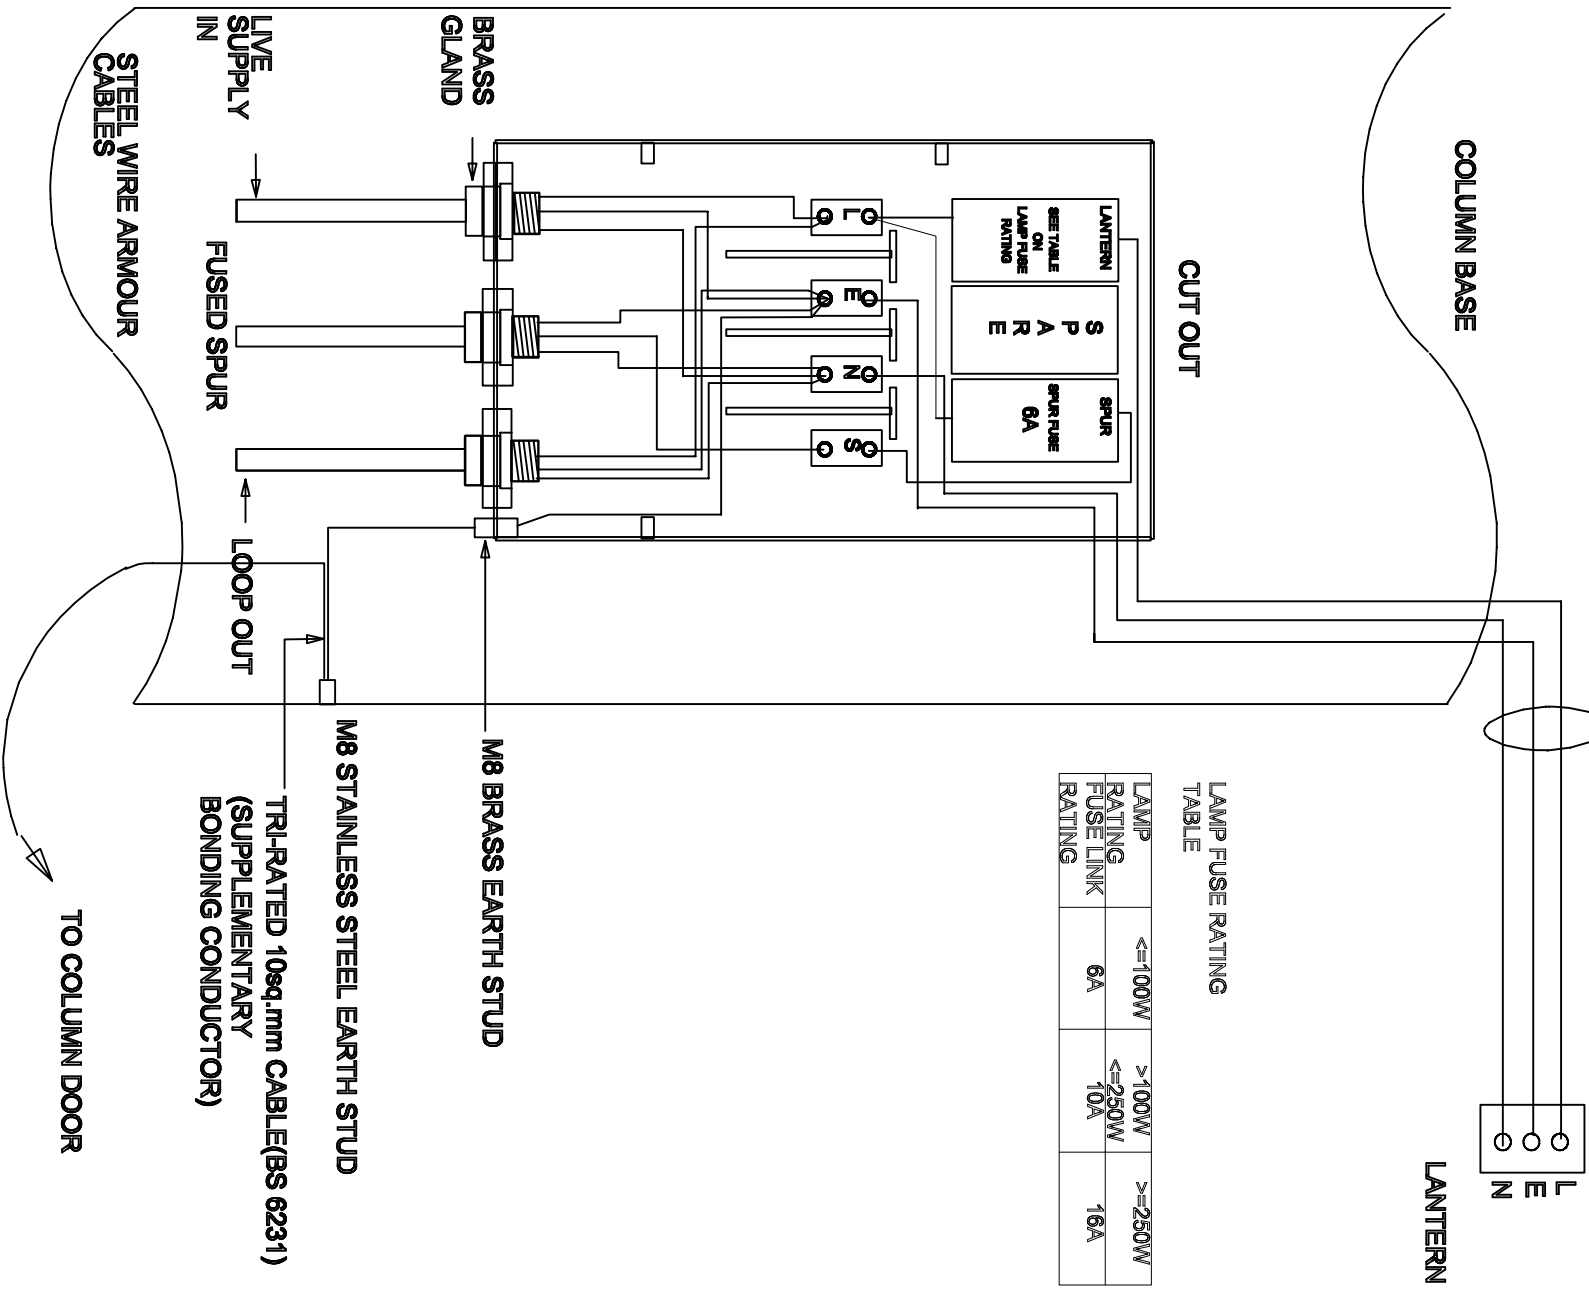 LANTERN
L
E
N
COLUMN BASE
CUT OUT
LANTERN
SEE TABLE
ON
LAMP FUSE
RATING
S
P
A
R
E
SPUR
SPUR FUSE
6A
L
E
N
S
BRASS
GLAND
LIVE
SUPPLY
IN
FUSED SPUR
LOOP OUT
STEEL WIRE ARMOUR
CABLES
LAMP FUSE RATING
TABLE
LAMP
RATING
<=100W
>100W
<=250W
>=250W
FUSE LINK
RATING
6A
10A
16A
M8 BRASS EARTH STUD
M8 STAINLESS STEEL EARTH STUD
TRI-RATED 10sq.mm CABLE(BS 6231)
(SUPPLEMENTARY
BONDING CONDUCTOR)
TO COLUMN DOOR